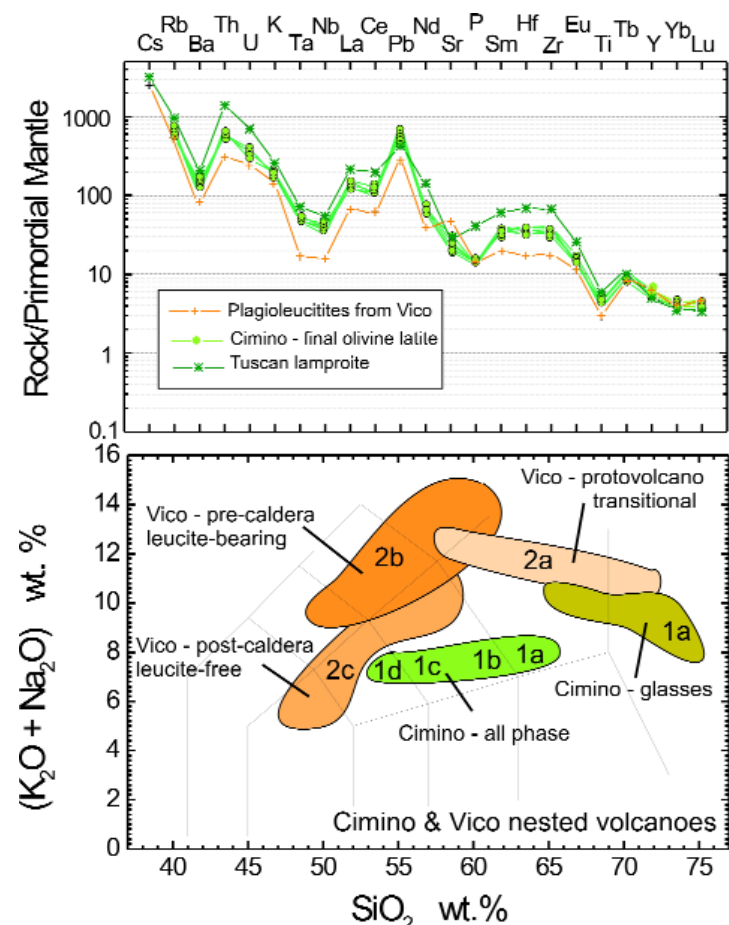 Rb Th K Nb Ce Nd P Hf Eu Tb Yb
Cs Ba U Ta La Pb Sr Sm Zr Ti Y Lu
Rock/Primordial Mantle
1000
100
10
1
0.1
Plagioleucitites from Vico
Cimino - final olivine latite
Tuscan lamproite
(K₂O + Na₂O) wt. %
16
14
12
10
8
6
4
2
0
Vico - protovolcano
transitional
Vico - pre-caldera
leucite-bearing
2b
2a
1a
Vico - post-caldera
leucite-free
2c
1d
1c
1b
1a
Cimino - glasses
Cimino - all phase
Cimino & Vico nested volcanoes
40 45 50 55 60 65 70 75
SiO₂ wt.%